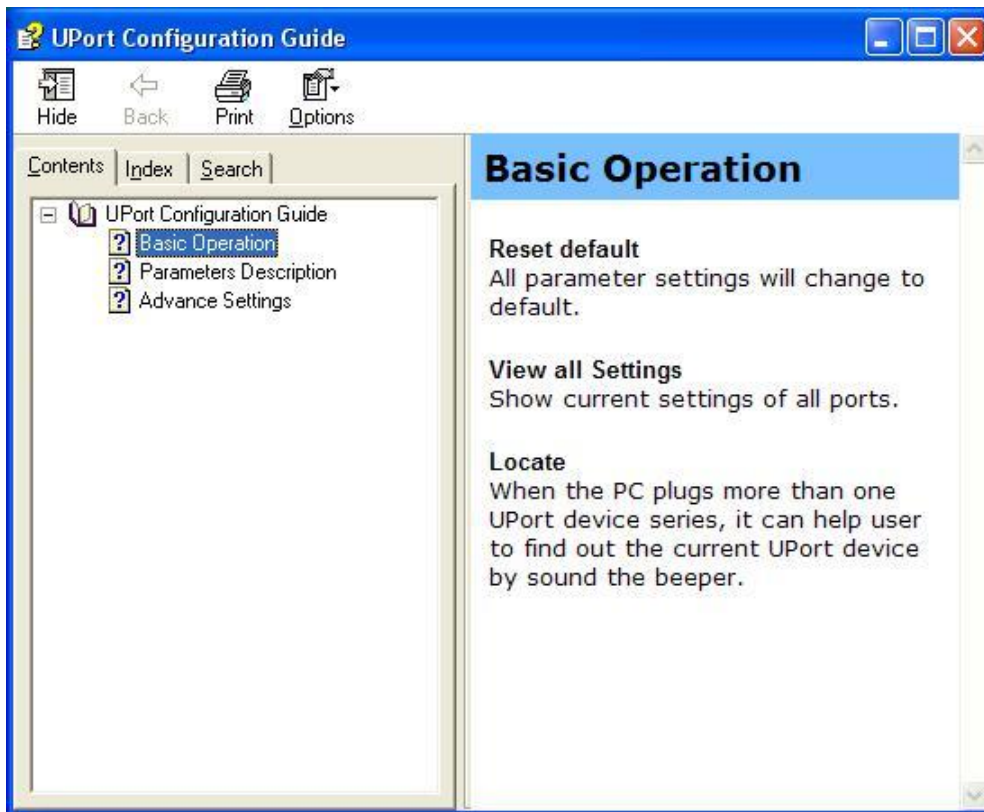 UPort Configuration Guide
Hide Back Print Options
Contents Index Search
UPort Configuration Guide
Basic Operation
Parameters Description
Advance Settings
Basic Operation
Reset default
All parameter settings will change to
default.
View all Settings
Show current settings of all ports.
Locate
When the PC plugs more than one
UPort device series, it can help user
to find out the current UPort device
by sound the beeper.